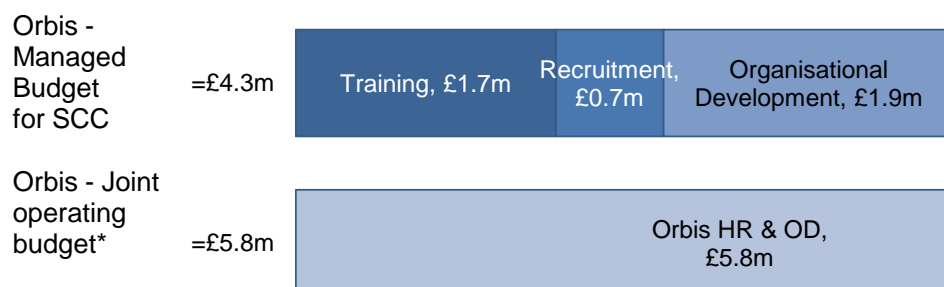 Orbis -
Managed
Budget
for SCC
=£4.3m
Training, £1.7m
Recruitment,
£0.7m
Organisational
Development, £1.9m
Orbis - Joint
operating
budget*
=£5.8m
Orbis HR & OD,
£5.8m